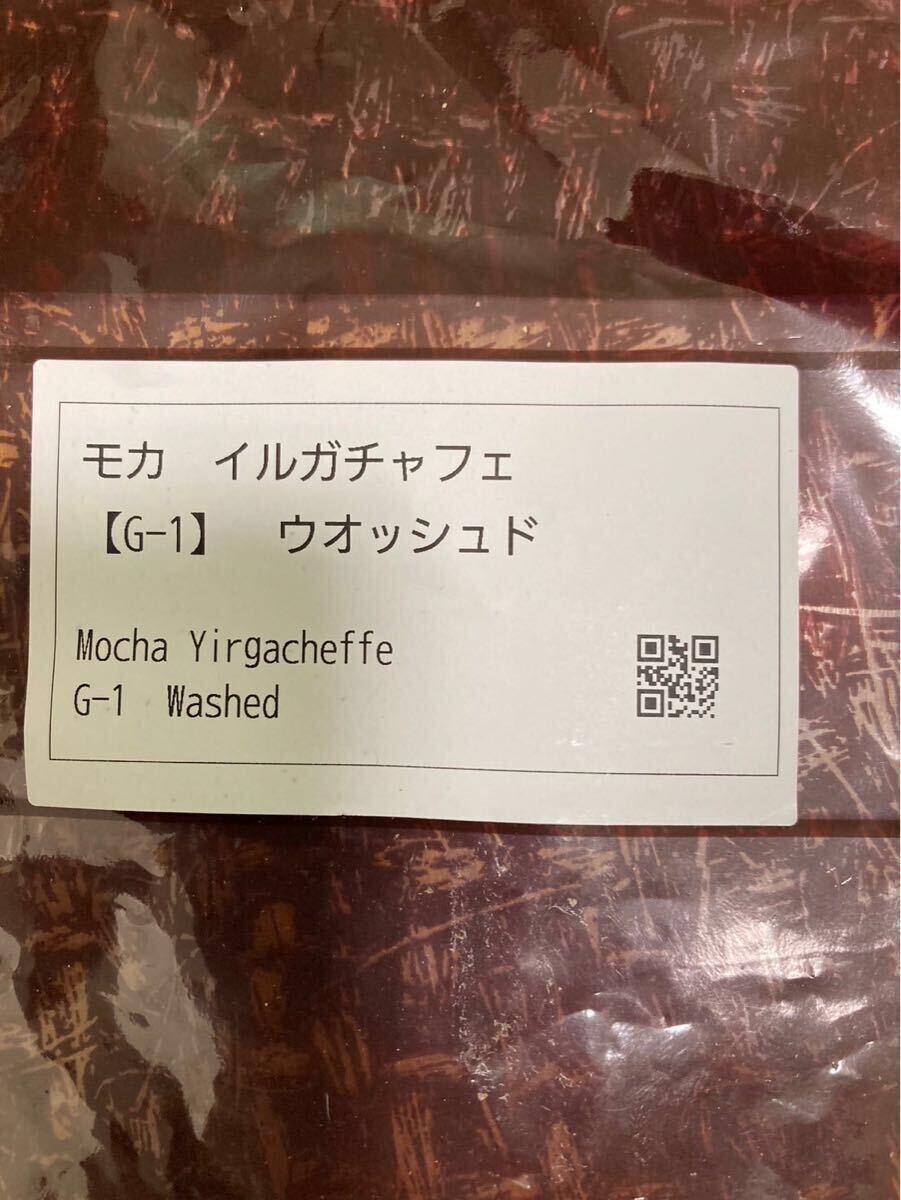 モカ　イルガチャフェ
【G-1】　ウオッシュド
Mocha Yirgacheffe
G-1　Washed